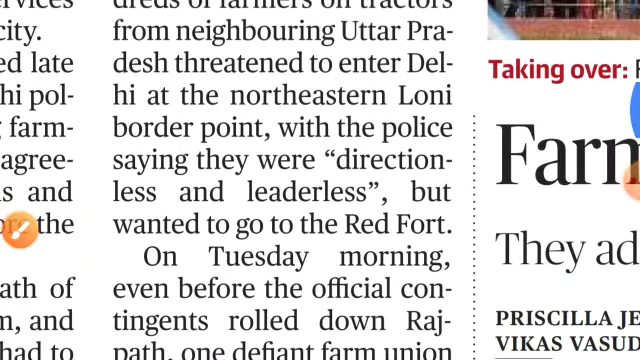 city.
ed late
hi pol-
farm-
agree-
and
the
ath of
m, and
had to
dreds of farmers on tractors
from neighbouring Uttar Pra-
desh threatened to enter Del-
hi at the northeastern Loni
border point, with the police
saying they were “direction-
less and leaderless”, but
wanted to go to the Red Fort.
On Tuesday morning,
even before the official con-
tingents rolled down Raj-
path, one defiant farm union
Taking over:
Farm
They ad
PRISCILLA JE
VIKAS VASUD